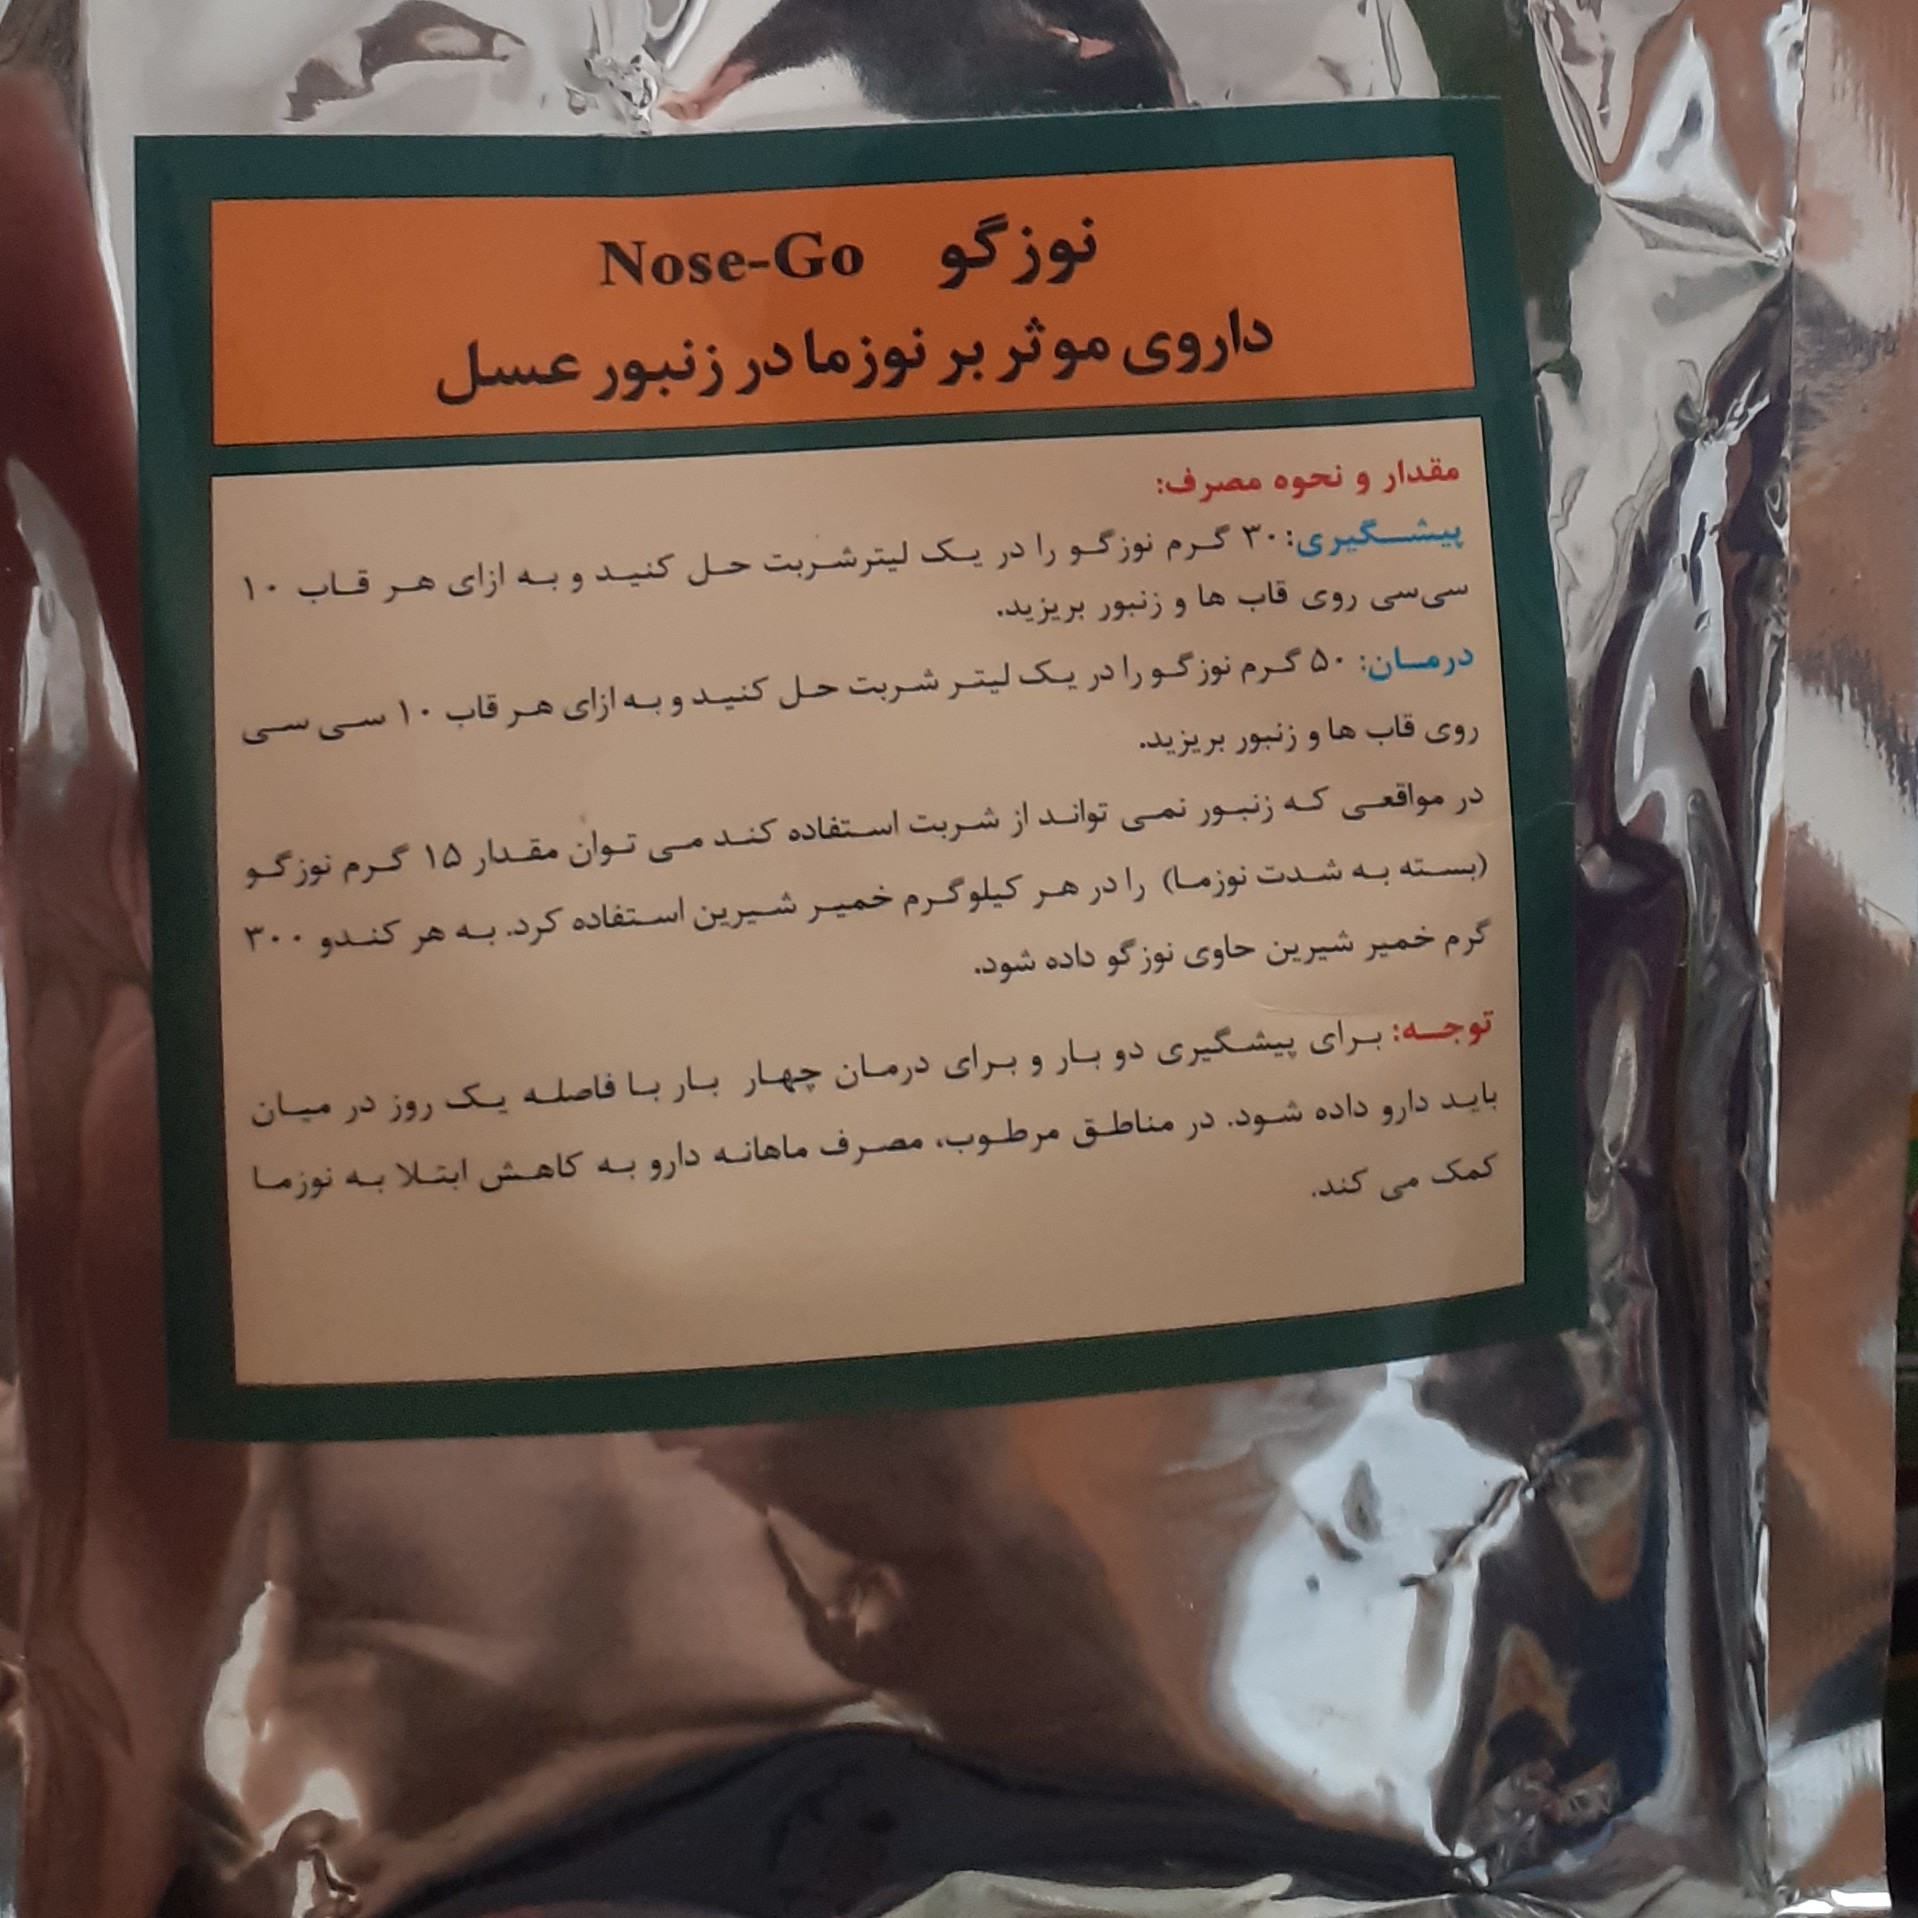 نوزگو Nose-Go
داروی موثر بر نوزما در زنبور عسل
مقدار و نحوه مصرف:
پیشگیری: ۳۰ گرم نوزگو را در یک لیترشربت حل کنید و به ازای هر قاب ۱۰
سی‌سی روی قاب ها و زنبور بریزید.
درمان: ۵۰ گرم نوزگو را در یک لیتر شربت حل کنید و به ازای هر قاب ۱۰ سی سی
روی قاب ها و زنبور بریزید.
در مواقعی که زنبور نمی تواند از شربت استفاده کند می توان مقدار ۱۵ گرم نوزگو
(بسته به شدت نوزما) را در هر کیلوگرم خمیر شیرین استفاده کرد. به هر کندو ۳۰۰
گرم خمیر شیرین حاوی نوزگو داده شود.
توجه: برای پیشگیری دو بار و برای درمان چهار بار با فاصله یک روز در میان
باید دارو داده شود. در مناطق مرطوب، مصرف ماهانه دارو به کاهش ابتلا به نوزما
کمک می کند.